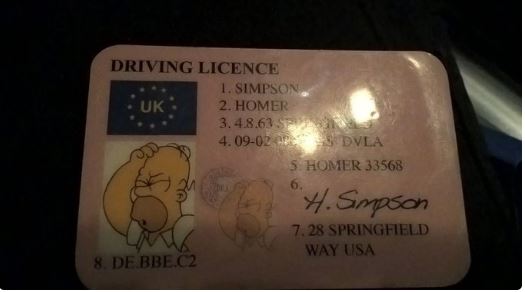 DRIVING LICENCE
UK
1. SIMPSON
2. HOMER
3. 4.8.63
4. 09-02 DVLA
5. HOMER 33568
6.
H. Simpson
7. 28 SPRINGFIELD
WAY USA
8. DE.BBE.C2